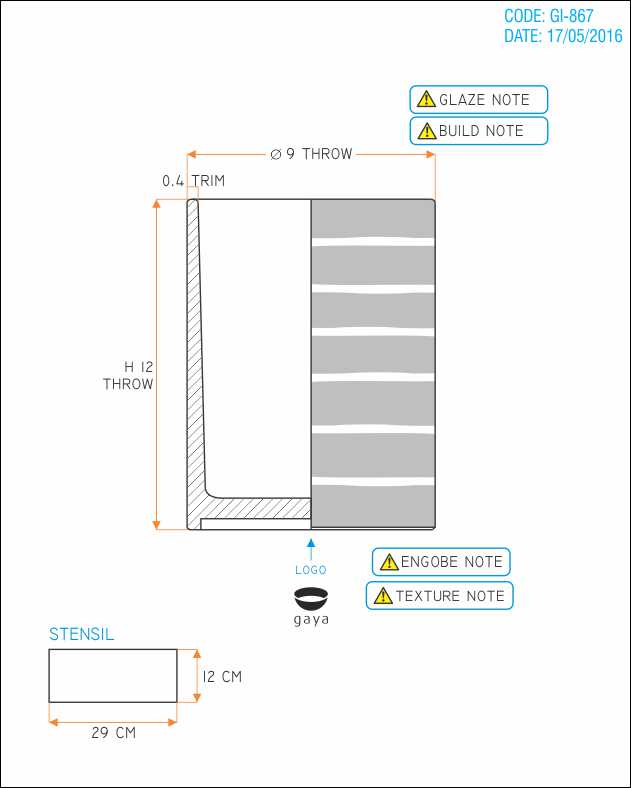 CODE: GI-867
DATE: 17/05/2016
GLAZE NOTE
BUILD NOTE
Ø 9 THROW
0.4 TRIM
H 12
THROW
ENGOBE NOTE
LOGO
TEXTURE NOTE
gaya
STENSIL
12 CM
29 CM